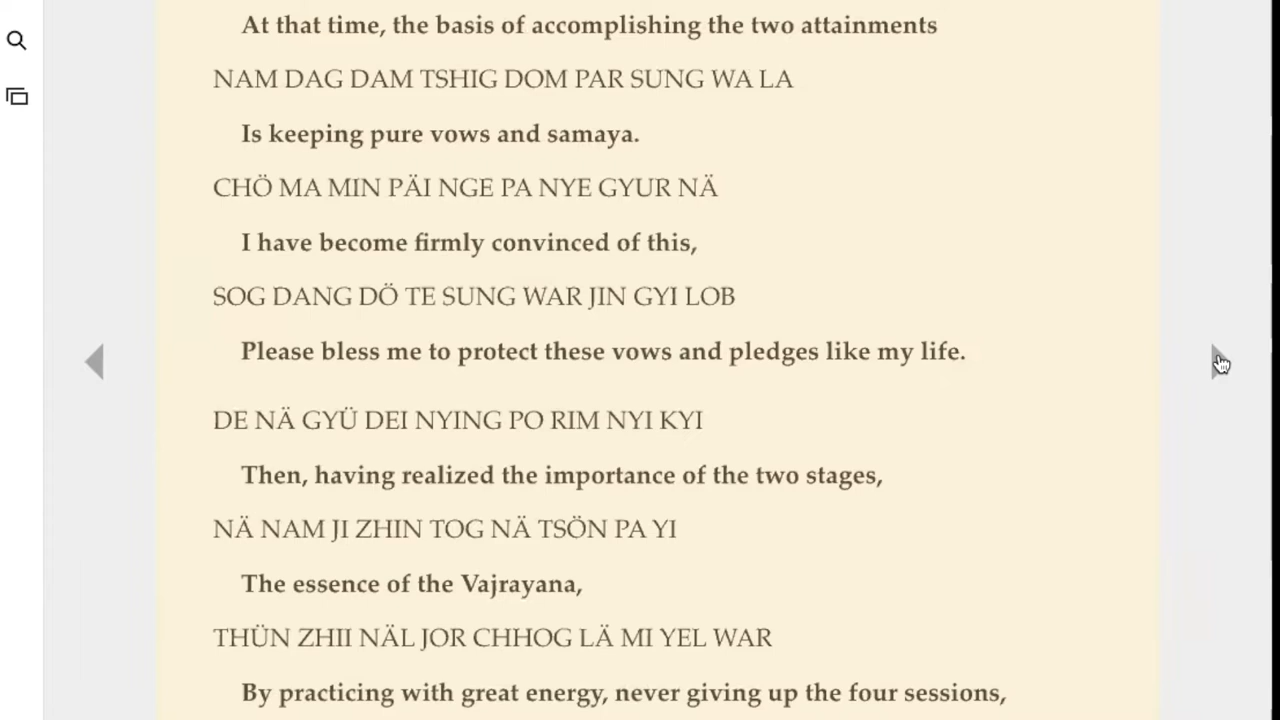 At that time, the basis of accomplishing the two attainments
NAM DAG DAM TSHIG DOM PAR SUNG WA LA
Is keeping pure vows and samaya.
CHÖ MA MIN PÄI NGE PA NYE GYUR NÄ
I have become firmly convinced of this,
SOG DANG DÖ TE SUNG WAR JIN GYI LOB
Please bless me to protect these vows and pledges like my life.
DE NÄ GYÜ DEI NYING PO RIM NYI KYI
Then, having realized the importance of the two stages,
NÄ NAM JI ZHIN TOG NÄ TSÖN PA YI
The essence of the Vajrayana,
THÜN ZHII NÄL JOR CHHOG LÄ MI YEL WAR
By practicing with great energy, never giving up the four sessions,